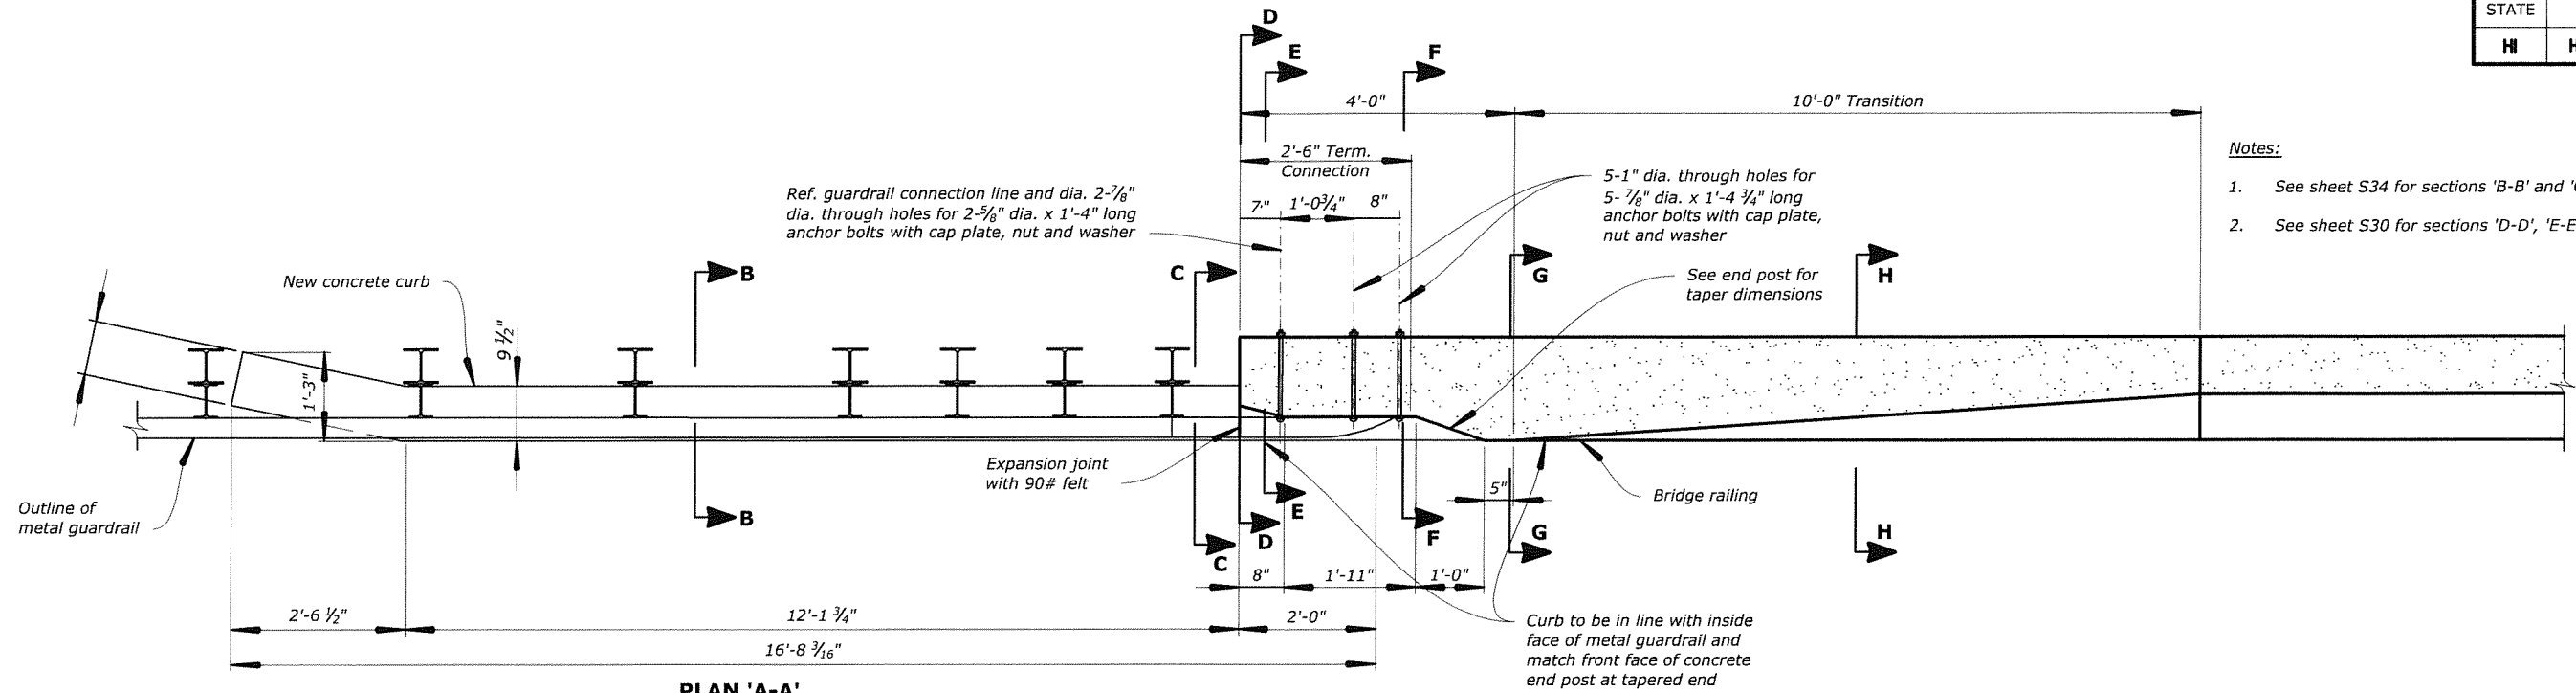 STATE
HI
H
D
E
F
4'-0"
10'-0" Transition
2'-6" Term.
Connection
Notes:
1. See sheet S34 for sections 'B-B' and
2. See sheet S30 for sections 'D-D', 'E-E
Ref. guardrail connection line and dia. 2-⅞"
dia. through holes for 2-⅝" dia. x 1'-4" long
anchor bolts with cap plate, nut and washer
7"
1'-0¾"
8"
5-1" dia. through holes for
5- ⅞" dia. x 1'-4 ¾" long
anchor bolts with cap plate,
nut and washer
New concrete curb
B
C
G
H
See end post for
taper dimensions
9 ½"
1'-3"
Outline of
metal guardrail
Expansion joint
with 90# felt
5"
Bridge railing
B
C
D
E
F
G
H
8"
1'-11"
1'-0"
2'-6 ½"
12'-1 ¾"
2'-0"
16'-8 3⁄16"
Curb to be in line with inside
face of metal guardrail and
match front face of concrete
end post at tapered end
PLAN 'A-A'